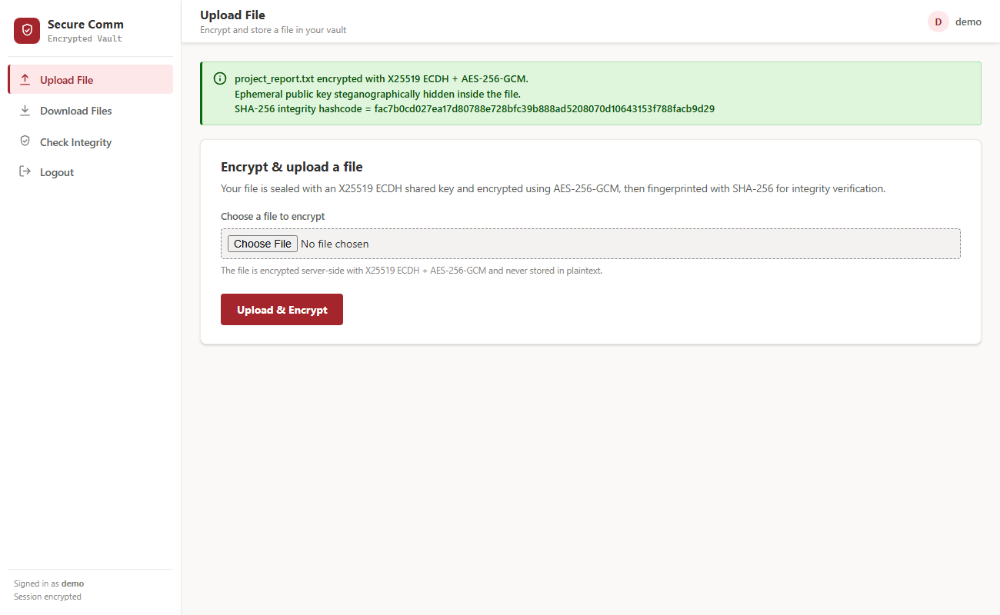 Secure Comm
Encrypted Vault
Upload File
Download Files
Check Integrity
Logout
Signed in as demo
Session encrypted
Upload File
Encrypt and store a file in your vault
D demo
project_report.txt encrypted with X25519 ECDH + AES-256-GCM.
Ephemeral public key steganographically hidden inside the file.
SHA-256 integrity hashcode = fac7b0cd027ea17d80788e728bfc39b888ad5208070d10643153f788facb9d29
Encrypt & upload a file
Your file is sealed with an X25519 ECDH shared key and encrypted using AES-256-GCM, then fingerprinted with SHA-256 for integrity verification.
Choose a file to encrypt
Choose File No file chosen
The file is encrypted server-side with X25519 ECDH + AES-256-GCM and never stored in plaintext.
Upload & Encrypt